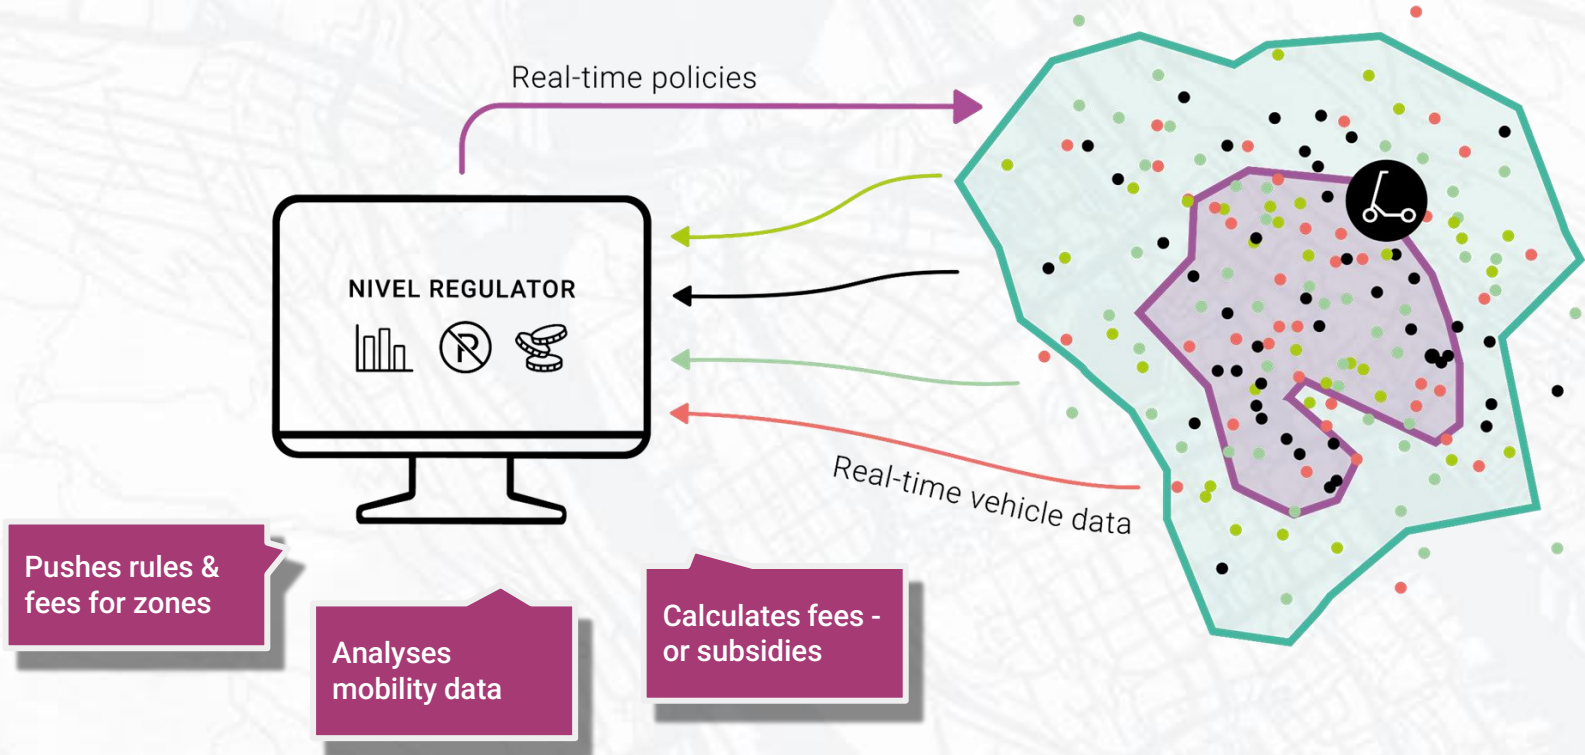 Real-time policies
NIVEL REGULATOR
P
Real-time vehicle data
Pushes rules &
fees for zones
Analyses
mobility data
Calculates fees -
or subsidies